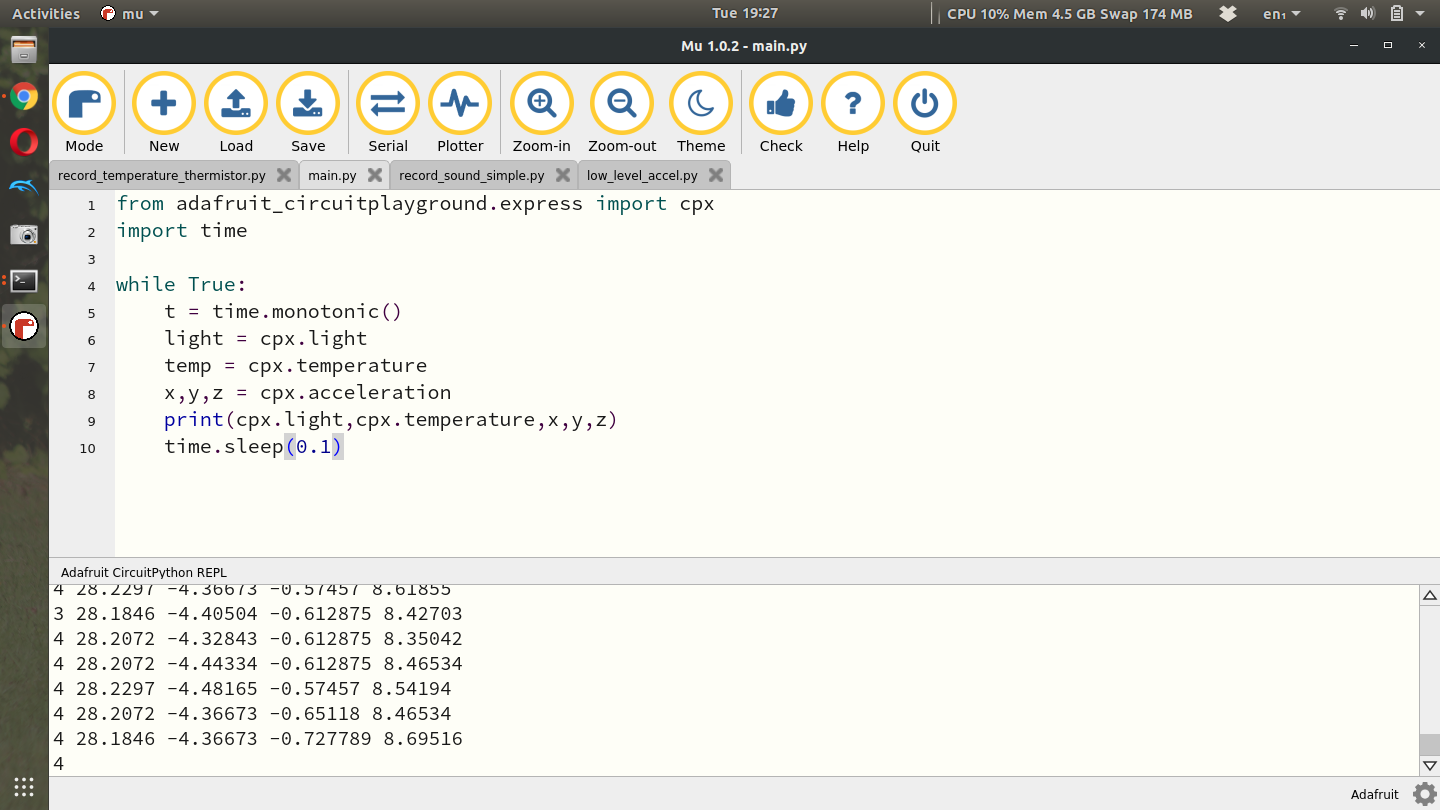 Activities mu Tue 19:27 CPU 10% Mem 4.5 GB Swap 174 MB en₁
Mu 1.0.2 - main.py
Mode New Load Save Serial Plotter Zoom-in Zoom-out Theme Check Help Quit
record_temperature_thermistor.py main.py record_sound_simple.py low_level_accel.py
1 from adafruit_circuitplayground.express import cpx
2 import time
3
4 while True:
5     t = time.monotonic()
6     light = cpx.light
7     temp = cpx.temperature
8     x,y,z = cpx.acceleration
9     print(cpx.light,cpx.temperature,x,y,z)
10     time.sleep(0.1)
Adafruit CircuitPython REPL
4 28.2297 -4.36673 -0.57457 8.61855
3 28.1846 -4.40504 -0.612875 8.42703
4 28.2072 -4.32843 -0.612875 8.35042
4 28.2072 -4.44334 -0.612875 8.46534
4 28.2297 -4.48165 -0.57457 8.54194
4 28.2072 -4.36673 -0.65118 8.46534
4 28.1846 -4.36673 -0.727789 8.69516
4
Adafruit